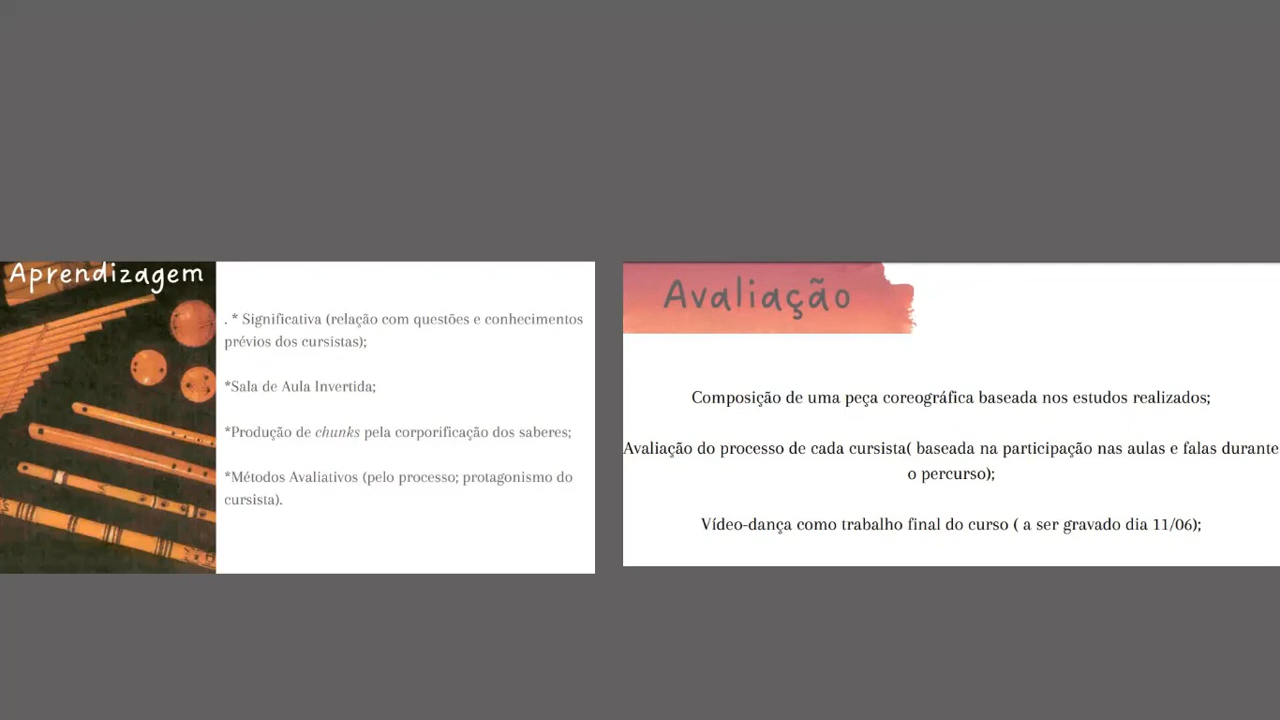 Aprendizagem
. * Significativa (relação com questões e conhecimentos
prévios dos cursistas);
*Sala de Aula Invertida;
*Produção de chunks pela corporificação dos saberes;
*Métodos Avaliativos (pelo processo; protagonismo do
cursista).
Avaliação
Composição de uma peça coreográfica baseada nos estudos realizados;
Avaliação do processo de cada cursista( baseada na participação nas aulas e falas durante
o percurso);
Vídeo-dança como trabalho final do curso ( a ser gravado dia 11/06);